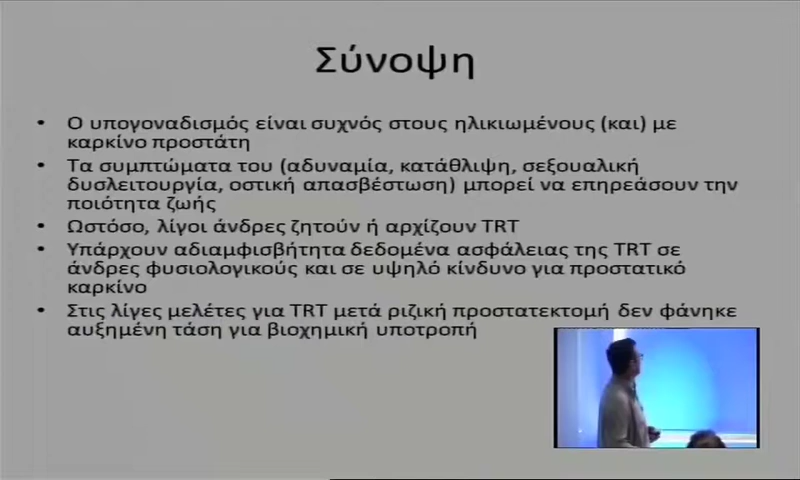 Σύνοψη
• Ο υπογοναδισμός είναι συχνός στους ηλικιωμένους (και) με
καρκίνο προστάτη
• Τα συμπτώματα του (αδυναμία, κατάθλιψη, σεξουαλική
δυσλειτουργία, οστική απασβέστωση) μπορεί να επηρεάσουν την
ποιότητα ζωής
• Ωστόσο, λίγοι άνδρες ζητούν ή αρχίζουν TRT
• Υπάρχουν αδιαμφισβήτητα δεδομένα ασφάλειας της TRT σε
άνδρες φυσιολογικούς και σε υψηλό κίνδυνο για προστατικό
καρκίνο
• Στις λίγες μελέτες για TRT μετά ριζική προστατεκτομή δεν φάνηκε
αυξημένη τάση για βιοχημική υποτροπή